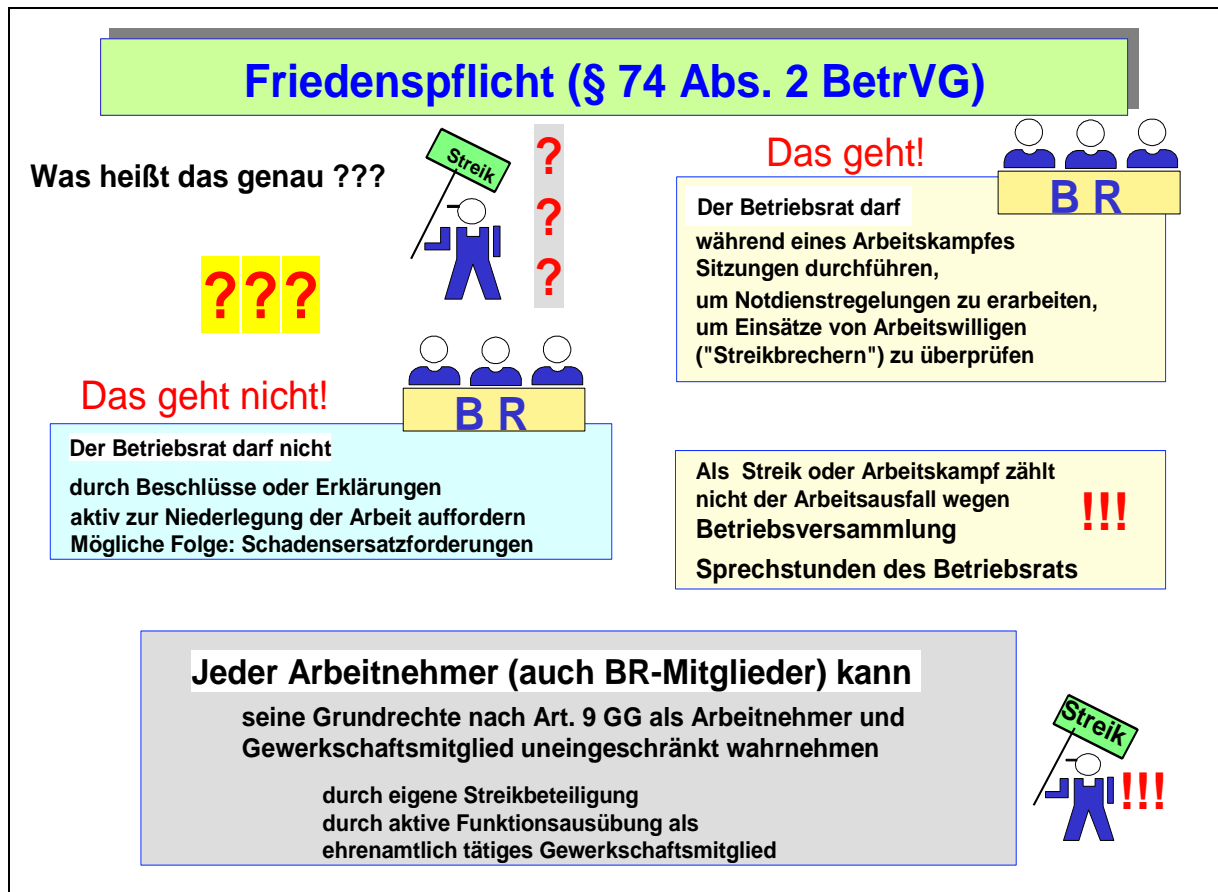 Friedenspflicht (§ 74 Abs. 2 BetrVG)
Was heißt das genau ???
Streik
?
?
?
???
Das geht nicht!
B R
Der Betriebsrat darf nicht
durch Beschlüsse oder Erklärungen
aktiv zur Niederlegung der Arbeit auffordern
Mögliche Folge: Schadensersatzforderungen
Das geht!
B R
Der Betriebsrat darf
während eines Arbeitskampfes
Sitzungen durchführen,
um Notdienstregelungen zu erarbeiten,
um Einsätze von Arbeitswilligen
("Streikbrechern") zu überprüfen
Als Streik oder Arbeitskampf zählt
nicht der Arbeitsausfall wegen
Betriebsversammlung
Sprechstunden des Betriebsrats
!!!
Jeder Arbeitnehmer (auch BR-Mitglieder) kann
seine Grundrechte nach Art. 9 GG als Arbeitnehmer und
Gewerkschaftsmitglied uneingeschränkt wahrnehmen
durch eigene Streikbeteiligung
durch aktive Funktionsausübung als
ehrenamtlich tätiges Gewerkschaftsmitglied
Streik
!!!